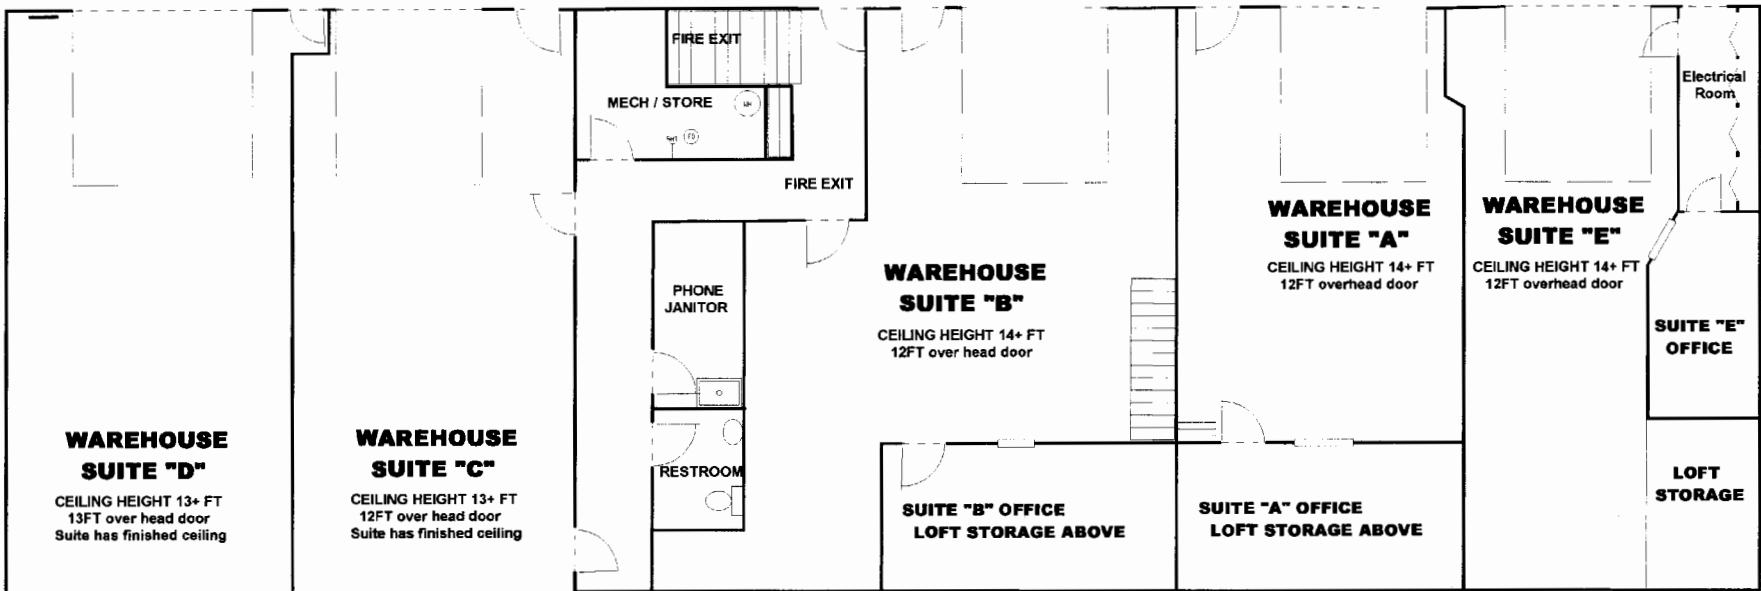 FIRE EXIT
MECH / STORE
WH
FD
FIRE EXIT
Electrical
Room
WAREHOUSE
SUITE "A"
CEILING HEIGHT 14+ FT
12FT overhead door
WAREHOUSE
SUITE "E"
CEILING HEIGHT 14+ FT
12FT overhead door
WAREHOUSE
SUITE "B"
CEILING HEIGHT 14+ FT
12FT over head door
PHONE
JANITOR
SUITE "E"
OFFICE
WAREHOUSE
SUITE "D"
CEILING HEIGHT 13+ FT
13FT over head door
Suite has finished ceiling
WAREHOUSE
SUITE "C"
CEILING HEIGHT 13+ FT
12FT over head door
Suite has finished ceiling
RESTROOM
SUITE "B" OFFICE
LOFT STORAGE ABOVE
SUITE "A" OFFICE
LOFT STORAGE ABOVE
LOFT
STORAGE